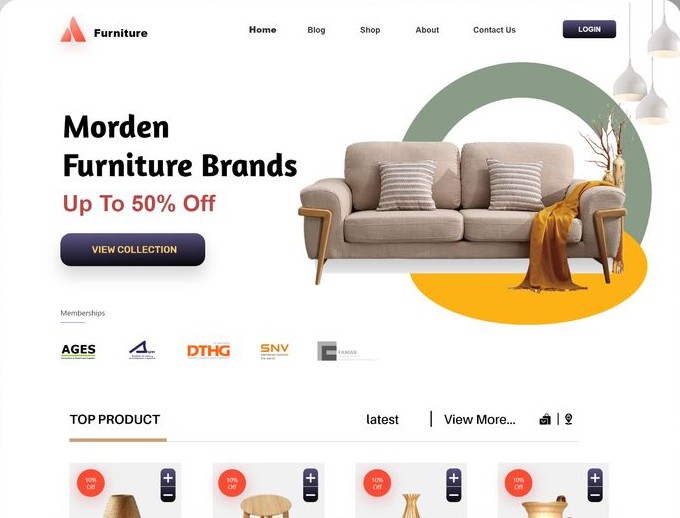 Furniture
Home
Blog
Shop
About
Contact Us
LOGIN
Morden
Furniture Brands
Up To 50% Off
VIEW COLLECTION
Memberships
AGES
DTHG
SNV
FAMAB
TOP PRODUCT
latest
View More...
10%
Off
10%
Off
10%
Off
10%
Off